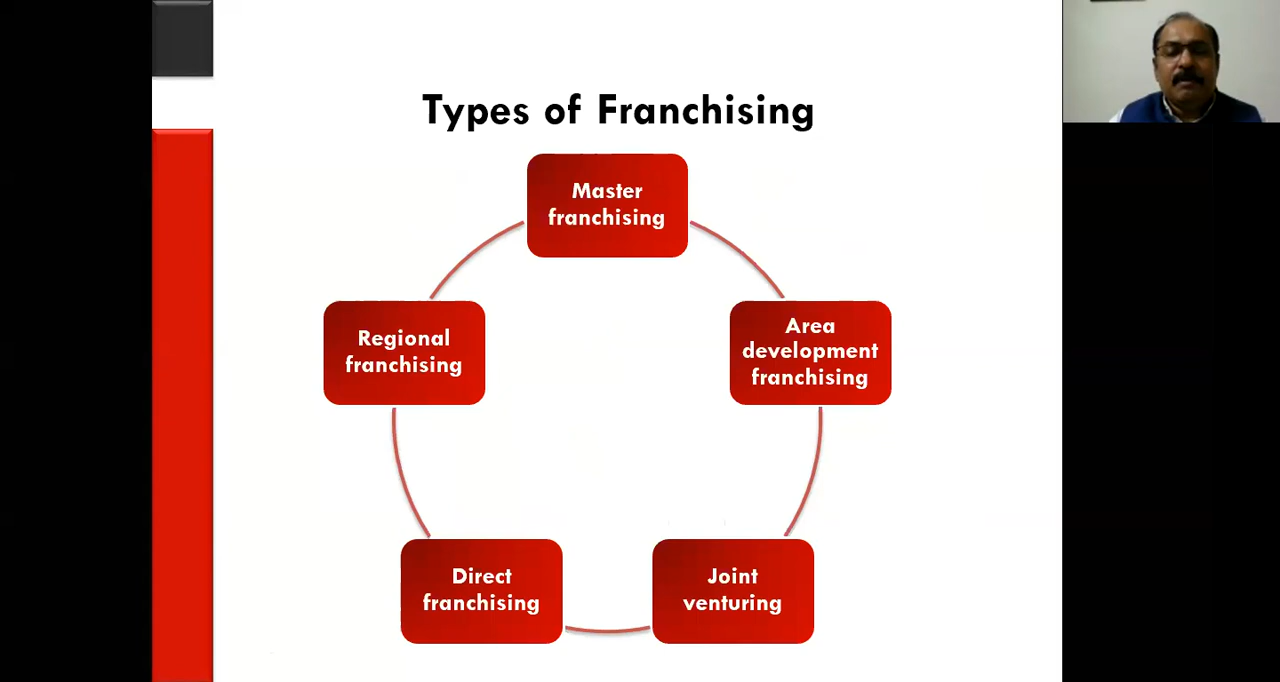 Types of Franchising
Master
franchising
Area
development
franchising
Joint
venturing
Direct
franchising
Regional
franchising